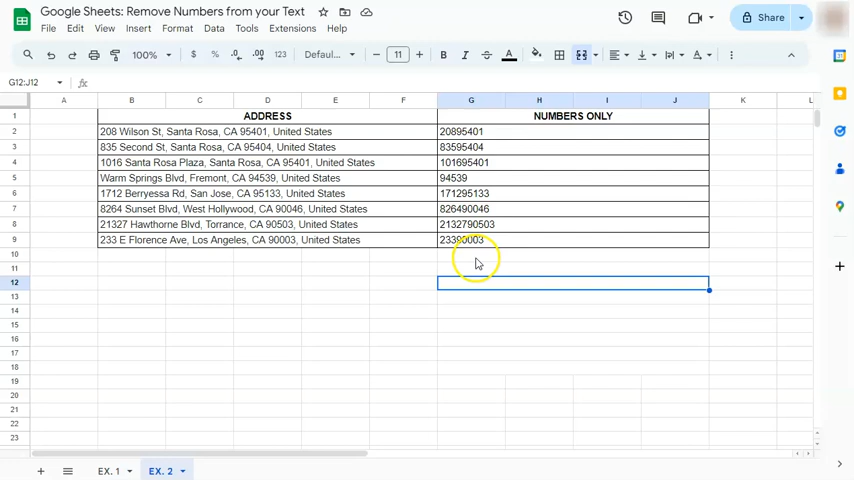 Google Sheets: Remove Numbers from your Text
File Edit View Insert Format Data Tools Extensions Help
Share
100% $ % .0 .00 123 Defaul... − 11 + B I A
G12:J12 fx
A B C D E F G H I J K L
1 ADDRESS NUMBERS ONLY
2 208 Wilson St, Santa Rosa, CA 95401, United States 20895401
3 835 Second St, Santa Rosa, CA 95404, United States 83595404
4 1016 Santa Rosa Plaza, Santa Rosa, CA 95401, United States 101695401
5 Warm Springs Blvd, Fremont, CA 94539, United States 94539
6 1712 Berryessa Rd, San Jose, CA 95133, United States 171295133
7 8264 Sunset Blvd, West Hollywood, CA 90046, United States 826490046
8 21327 Hawthorne Blvd, Torrance, CA 90503, United States 2132790503
9 233 E Florence Ave, Los Angeles, CA 90003, United States 23390003
10
11
12
13
14
15
16
17
18
19
20
21
22
23
+ EX. 1 EX. 2